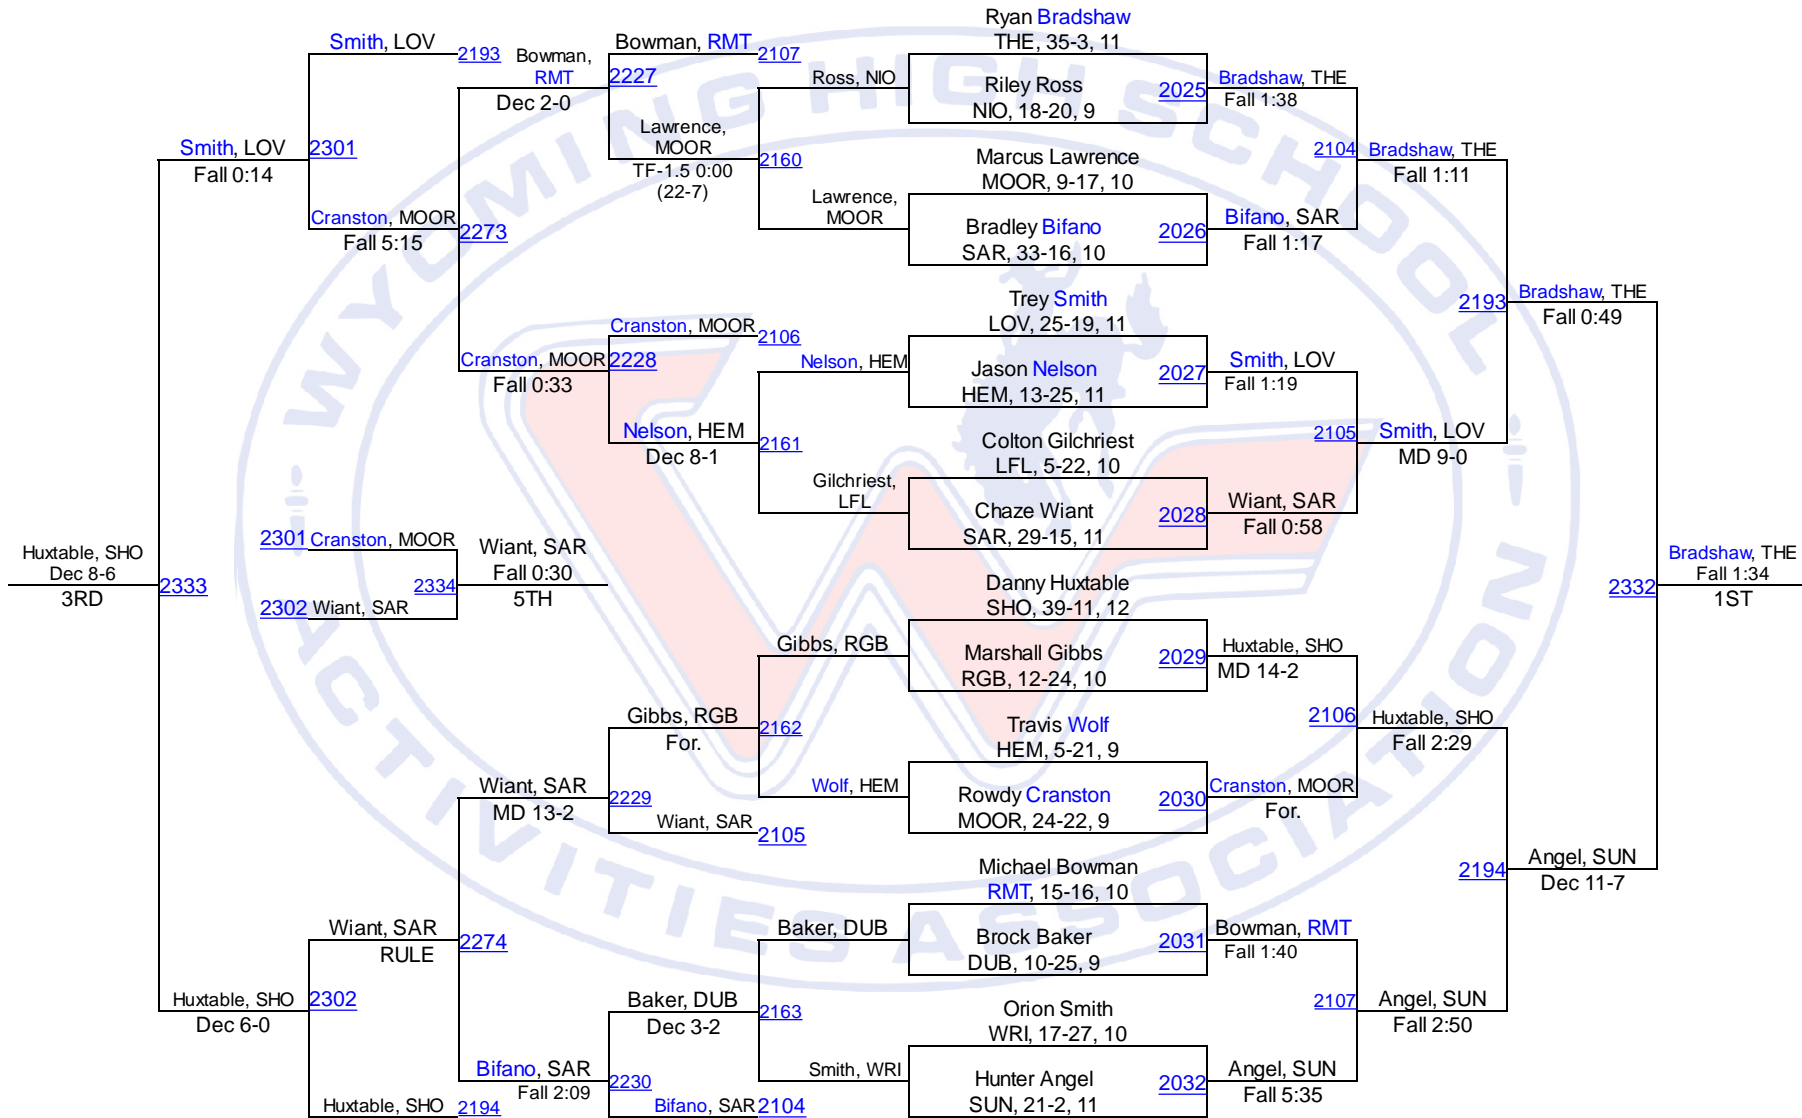 Smith, LOV
2193
Bowman,
RMT
Dec 2-0
2227
Bowman, RMT
2107
Lawrence,
MOOR
TF-1.5 0:00
(22-7)
2160
Ross, NIO
Lawrence,
MOOR
Smith, LOV
Fall 0:14
2301
Cranston, MOOR
Fall 5:15
2273
Cranston, MOOR
2106
Cranston, MOOR
Fall 0:33
2228
Nelson, HEM
Dec 8-1
2161
Nelson, HEM
Gilchriest,
LFL
2301
Cranston, MOOR
2302
Wiant, SAR
2334
Wiant, SAR
Fall 0:30
5TH
Huxtable, SHO
Dec 8-6
3RD
2333
Gibbs, RGB
Gibbs, RGB
For.
2162
Wolf, HEM
Wiant, SAR
MD 13-2
2229
Wiant, SAR
2105
Wiant, SAR
RULE
2274
Huxtable, SHO
Dec 6-0
2302
Huxtable, SHO
2194
Baker, DUB
Baker, DUB
Dec 3-2
2163
Smith, WRI
Bifano, SAR
Fall 2:09
2230
Bifano, SAR
2104
Ryan Bradshaw
THE, 35-3, 11
Riley Ross
NIO, 18-20, 9
2025
Bradshaw, THE
Fall 1:38
Marcus Lawrence
MOOR, 9-17, 10
Bradley Bifano
SAR, 33-16, 10
2026
Bifano, SAR
Fall 1:17
2104
Bradshaw, THE
Fall 1:11
Trey Smith
LOV, 25-19, 11
Jason Nelson
HEM, 13-25, 11
2027
Smith, LOV
Fall 1:19
Colton Gilchriest
LFL, 5-22, 10
Chaze Wiant
SAR, 29-15, 11
2028
Wiant, SAR
Fall 0:58
2105
Smith, LOV
MD 9-0
2193
Bradshaw, THE
Fall 0:49
Danny Huxtable
SHO, 39-11, 12
Marshall Gibbs
RGB, 12-24, 10
2029
Huxtable, SHO
MD 14-2
Travis Wolf
HEM, 5-21, 9
Rowdy Cranston
MOOR, 24-22, 9
2030
Cranston, MOOR
For.
2106
Huxtable, SHO
Fall 2:29
Michael Bowman
RMT, 15-16, 10
Brock Baker
DUB, 10-25, 9
2031
Bowman, RMT
Fall 1:40
Orion Smith
WRI, 17-27, 10
Hunter Angel
SUN, 21-2, 11
2032
Angel, SUN
Fall 5:35
2107
Angel, SUN
Fall 2:50
2194
Angel, SUN
Dec 11-7
2332
Bradshaw, THE
Fall 1:34
1ST
WYOMING HIGH SCHOOL
ACTIVITIES ASSOCIATION